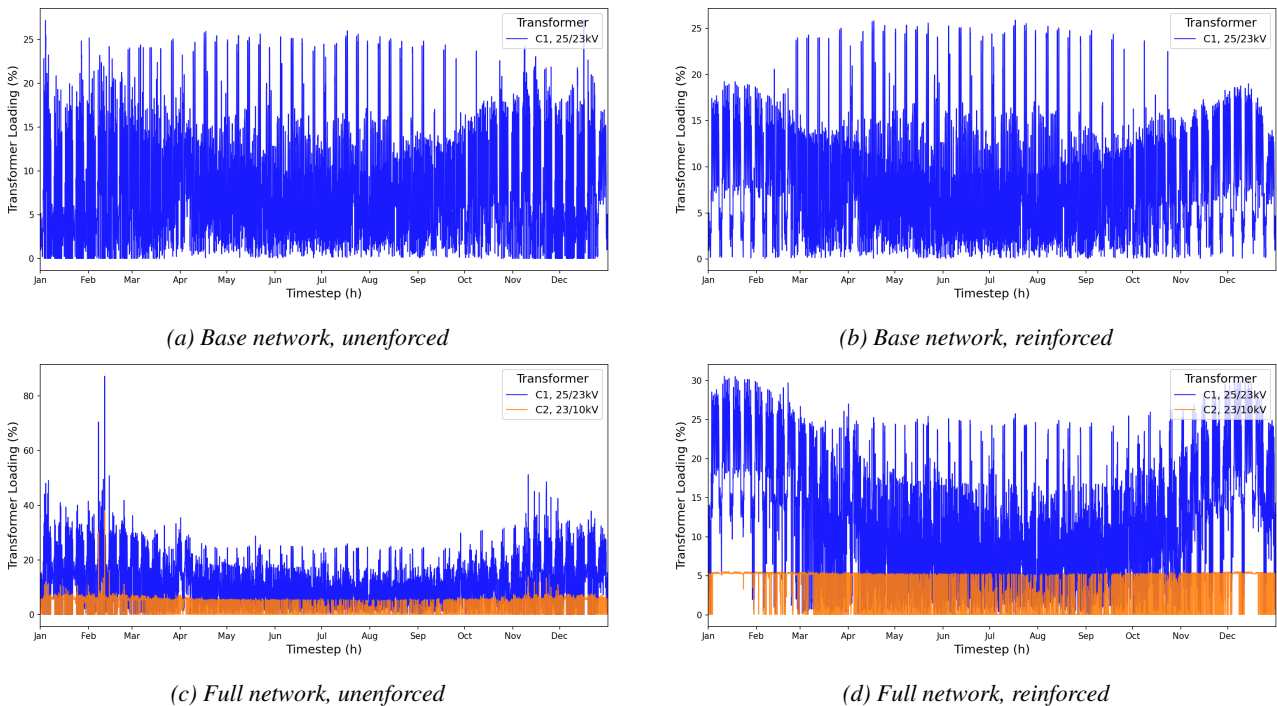 Transformer
C1, 25/23kV
25
20
15
10
5
0
Transformer Loading (%)
Jan Feb Mar Apr May Jun Jul Aug Sep Oct Nov Dec
Timestep (h)
(a) Base network, unenforced
Transformer
C1, 25/23kV
25
20
15
10
5
0
Transformer Loading (%)
Jan Feb Mar Apr May Jun Jul Aug Sep Oct Nov Dec
Timestep (h)
(b) Base network, reinforced
Transformer
C1, 25/23kV
C2, 23/10kV
80
60
40
20
0
Transformer Loading (%)
Jan Feb Mar Apr May Jun Jul Aug Sep Oct Nov Dec
Timestep (h)
(c) Full network, unenforced
Transformer
C1, 25/23kV
C2, 23/10kV
30
25
20
15
10
5
0
Transformer Loading (%)
Jan Feb Mar Apr May Jun Jul Aug Sep Oct Nov Dec
Timestep (h)
(d) Full network, reinforced